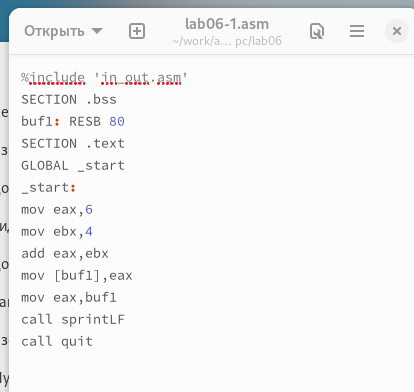 Открыть
lab06-1.asm
~/work/a... pc/lab06
%include 'in_out.asm'
SECTION .bss
buf1: RESB 80
SECTION .text
GLOBAL _start
_start:
mov eax,6
mov ebx,4
add eax,ebx
mov [buf1],eax
mov eax,buf1
call sprintLF
call quit